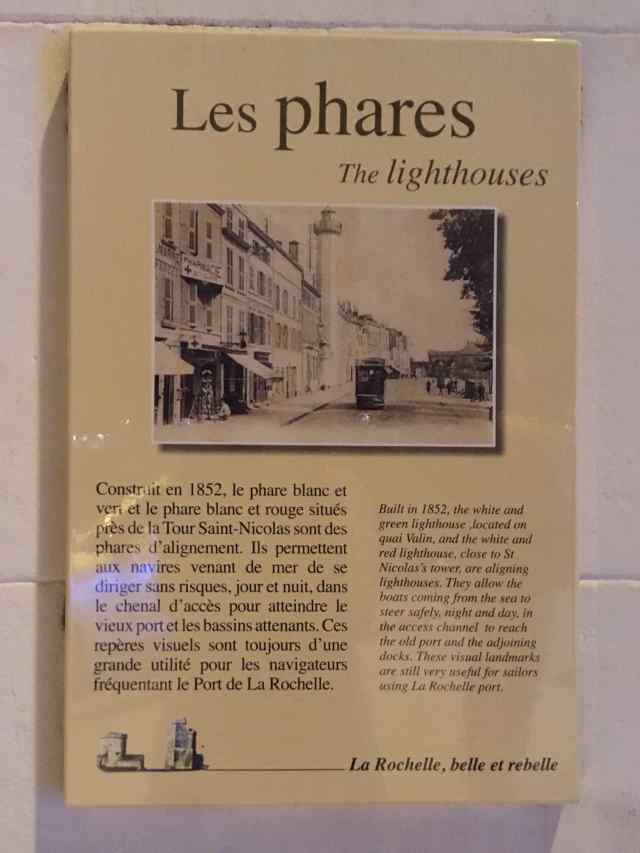 Les phares
The lighthouses
PHARMACIE
Construit en 1852, le phare blanc et
vert et le phare blanc et rouge situés
près de la Tour Saint-Nicolas sont des
phares d'alignement. Ils permettent
aux navires venant de mer de se
diriger sans risques, jour et nuit, dans
le chenal d'accès pour atteindre le
vieux port et les bassins attenants. Ces
repères visuels sont toujours d'une
grande utilité pour les navigateurs
fréquentant le Port de La Rochelle.
Built in 1852, the white and
green lighthouse ,located on
quai Valin, and the white and
red lighthouse, close to St
Nicolas's tower, are aligning
lighthouses. They allow the
boats coming from the sea to
steer safely, night and day, in
the access channel to reach
the old port and the adjoining
docks. These visual landmarks
are still very useful for sailors
using La Rochelle port.
La Rochelle, belle et rebelle